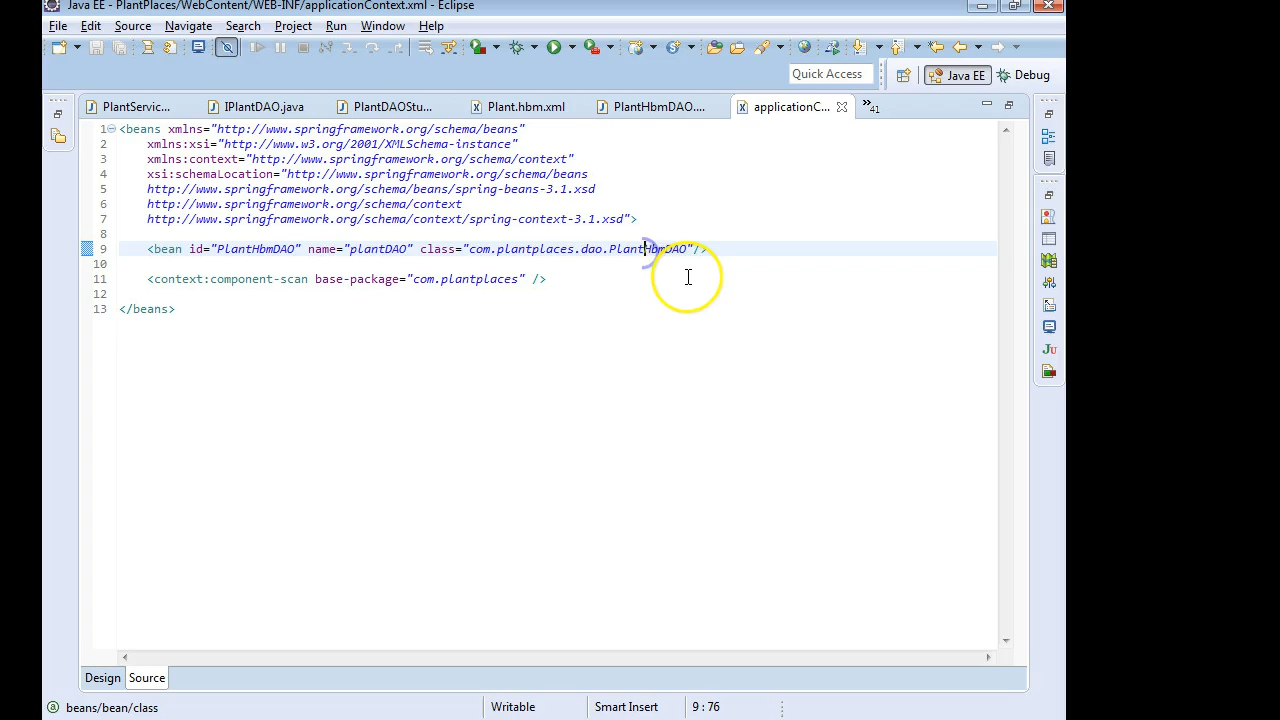 Java EE - PlantPlaces/WebContent/WEB-INF/applicationContext.xml - Eclipse
File Edit Source Navigate Search Project Run Window Help
Quick Access
Java EE
Debug
PlantServic...
IPlantDAO.java
PlantDAOStu...
Plant.hbm.xml
PlantHbmDAO....
applicationC...
»41
1 <beans xmlns="http://www.springframework.org/schema/beans"
2 xmlns:xsi="http://www.w3.org/2001/XMLSchema-instance"
3 xmlns:context="http://www.springframework.org/schema/context"
4 xsi:schemaLocation="http://www.springframework.org/schema/beans
5 http://www.springframework.org/schema/beans/spring-beans-3.1.xsd
6 http://www.springframework.org/schema/context
7 http://www.springframework.org/schema/context/spring-context-3.1.xsd">
8
9 <bean id="PlantHbmDAO" name="plantDAO" class="com.plantplaces.dao.PlantHbmDAO"/>
10
11 <context:component-scan base-package="com.plantplaces" />
12
13 </beans>
Design Source
beans/bean/class
Writable
Smart Insert
9 : 76